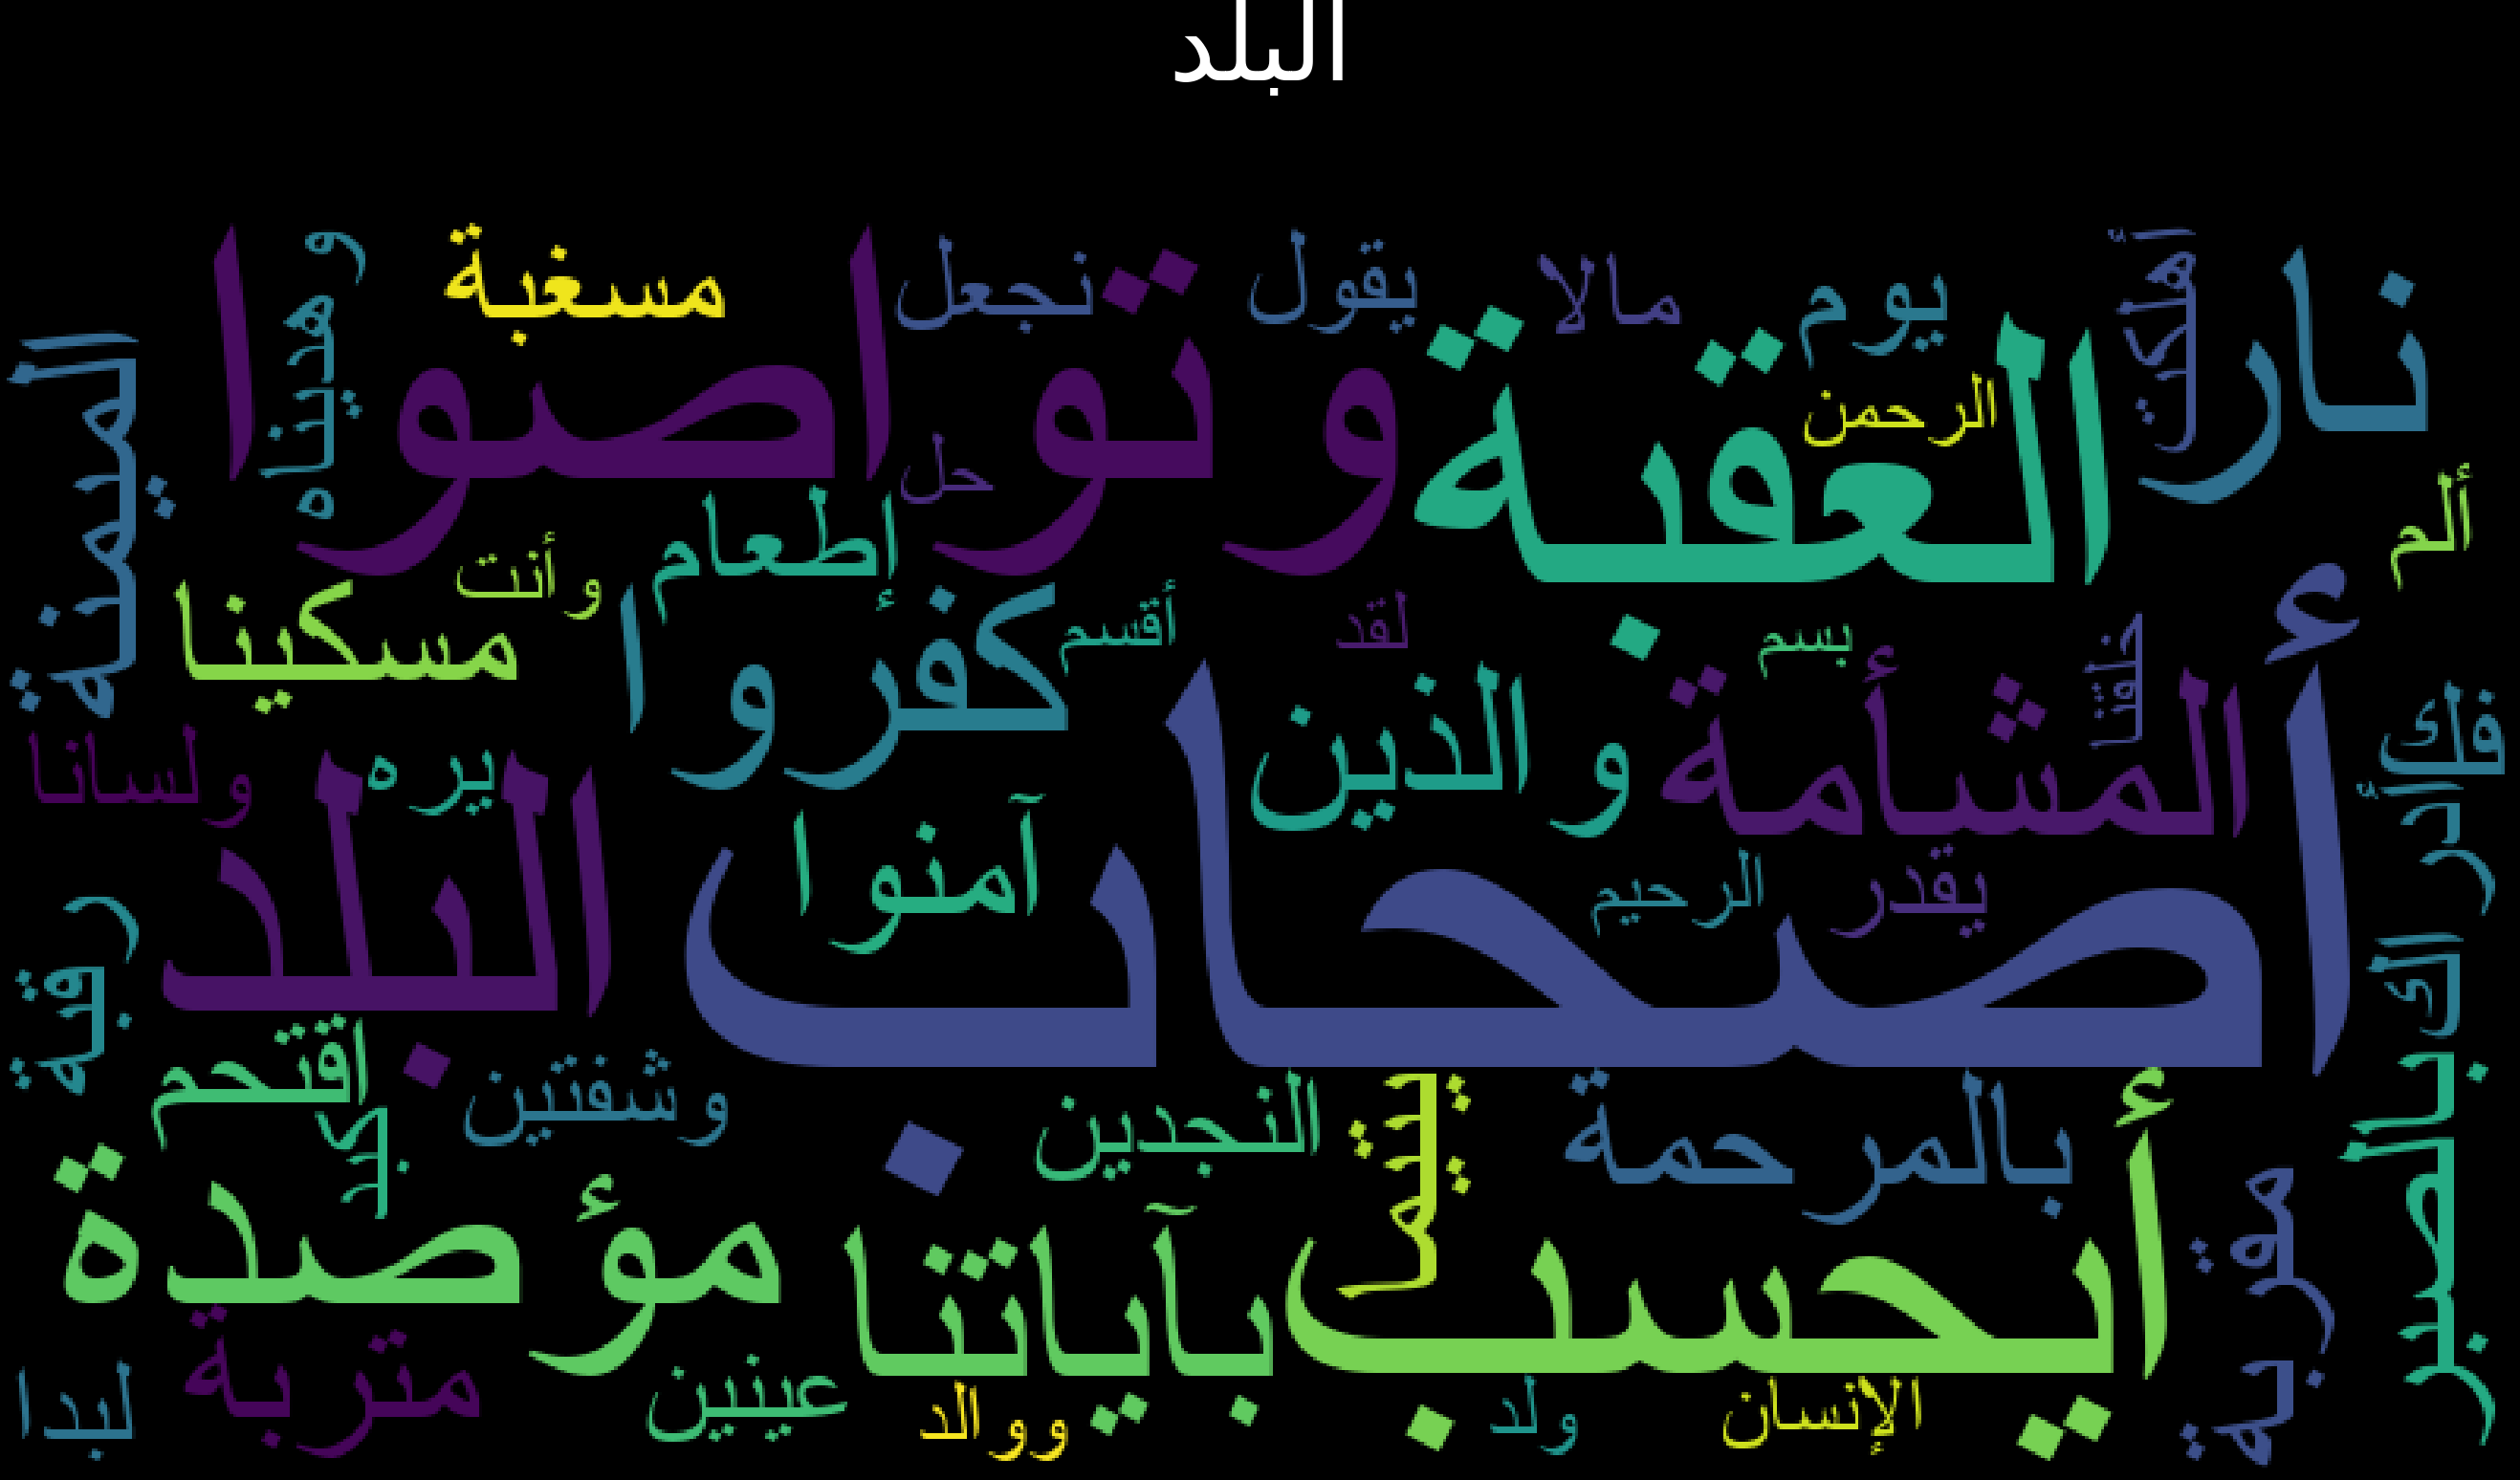 البلد
مسغبة
وهديناه
نجعل
يقول
مالا
يوم
أهلكت
نارا
وتواصوا
العقبة
الرحمن
الميمنة
حل
ألم
إطعام
وأنت
مسكينا
كفروا
أقسم
لقد
بسم
خلقنا
المشأمة
والذين
فك
ولسانا
يره
البلد
آمنوا
أصحاب
الرحيم
يقدر
أدراك
رقبة
اقتحم
كبد
وشفتين
النجدين
يتيما
بالمرحمة
بالصبر
مؤصدة
بآياتنا
أيحسب
مقربة
متربة
لبدا
عينين
ووالد
ولد
الإنسان